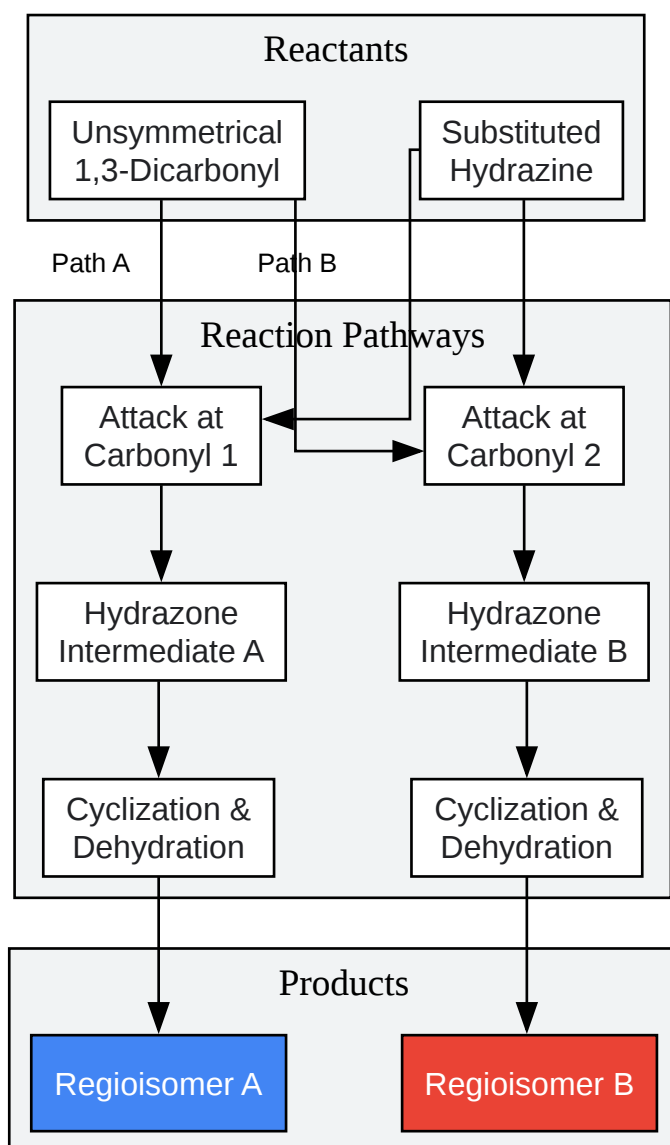 Reactants
Unsymmetrical
1,3-Dicarbonyl
Substituted
Hydrazine
Path A
Path B
Reaction Pathways
Attack at
Carbonyl 1
Attack at
Carbonyl 2
Hydrazone
Intermediate A
Hydrazone
Intermediate B
Cyclization &
Dehydration
Cyclization &
Dehydration
Products
Regioisomer A
Regioisomer B